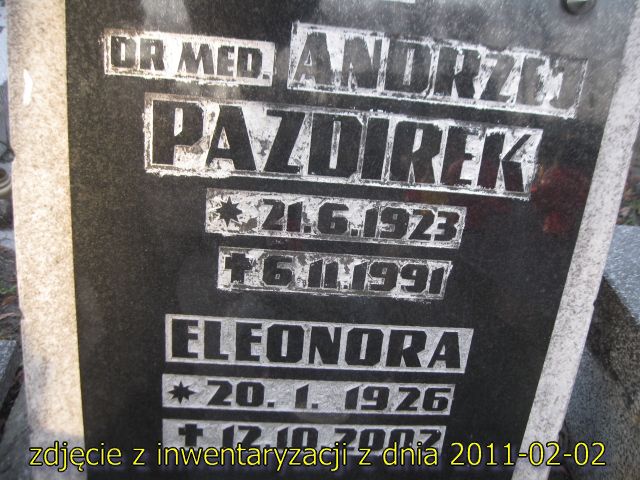 DR MED. ANDRZEJ
PAZDIREK
* 21.6.1923
✝ 6.11.1991
ELEONORA
* 20. 1. 1926
✝ 12.10.2002
zdjęcie z inwentaryzacji z dnia 2011-02-02